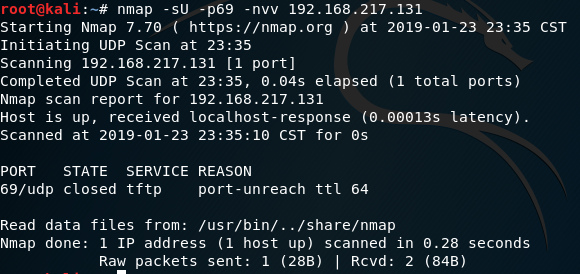 root@kali:~# nmap -sU -p69 -nvv 192.168.217.131
Starting Nmap 7.70 ( https://nmap.org ) at 2019-01-23 23:35 CST
Initiating UDP Scan at 23:35
Scanning 192.168.217.131 [1 port]
Completed UDP Scan at 23:35, 0.04s elapsed (1 total ports)
Nmap scan report for 192.168.217.131
Host is up, received localhost-response (0.00013s latency).
Scanned at 2019-01-23 23:35:10 CST for 0s
PORT   STATE  SERVICE REASON
69/udp closed tftp    port-unreach ttl 64
Read data files from: /usr/bin/../share/nmap
Nmap done: 1 IP address (1 host up) scanned in 0.28 seconds
Raw packets sent: 1 (28B) | Rcvd: 2 (84B)